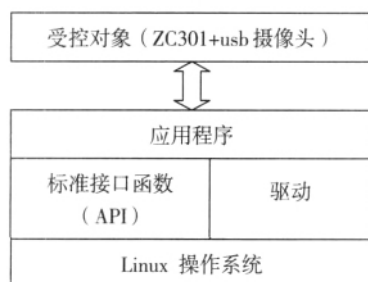 受控对象（ZC301+usb 摄像头）
应用程序
标准接口函数
（API）
驱动
Linux 操作系统